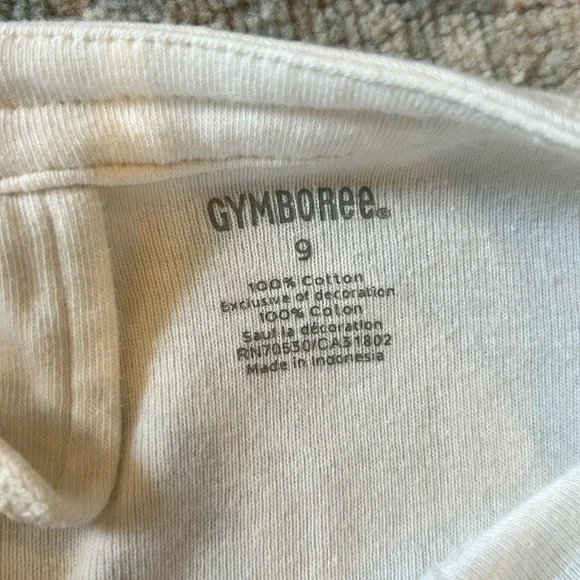 GYMBOREE®
9
100% Cotton
Exclusive of decoration
100% Coton
Sauf la décoration
RN70530/CA31802
Made in Indonesia